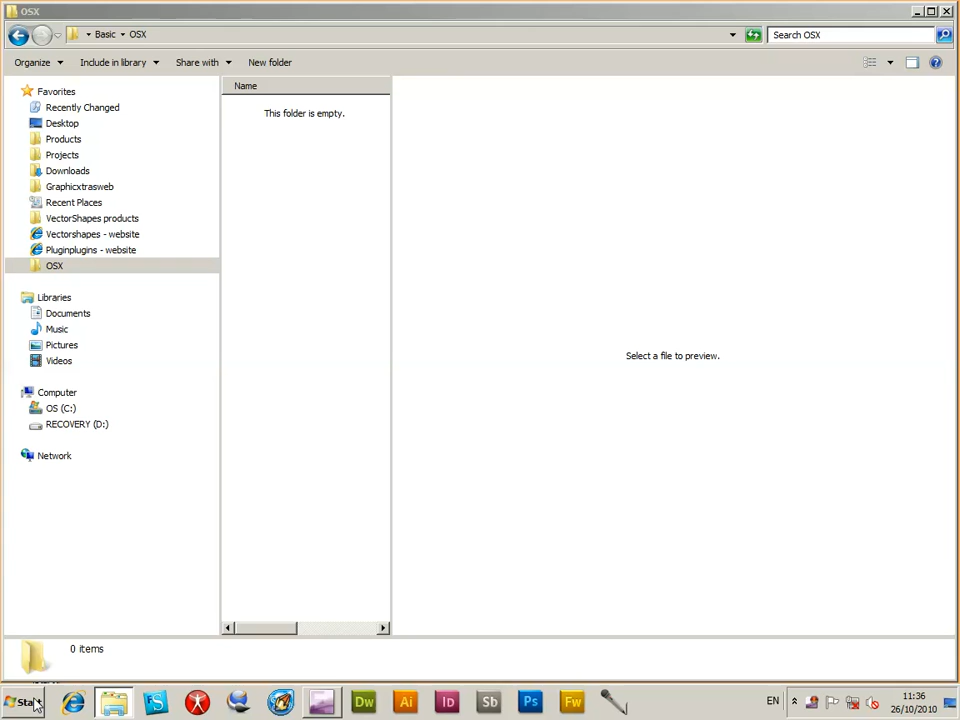 OSX
Basic OSX
Search OSX
Organize Include in library Share with New folder
Favorites
Recently Changed
Desktop
Products
Projects
Downloads
Graphicxtrasweb
Recent Places
VectorShapes products
Vectorshapes - website
Pluginplugins - website
OSX
Libraries
Documents
Music
Pictures
Videos
Computer
OS (C:)
RECOVERY (D:)
Network
Name
This folder is empty.
Select a file to preview.
0 items
Start
FS
Dw
Ai
Id
Sb
Ps
Fw
EN
11:36
26/10/2010